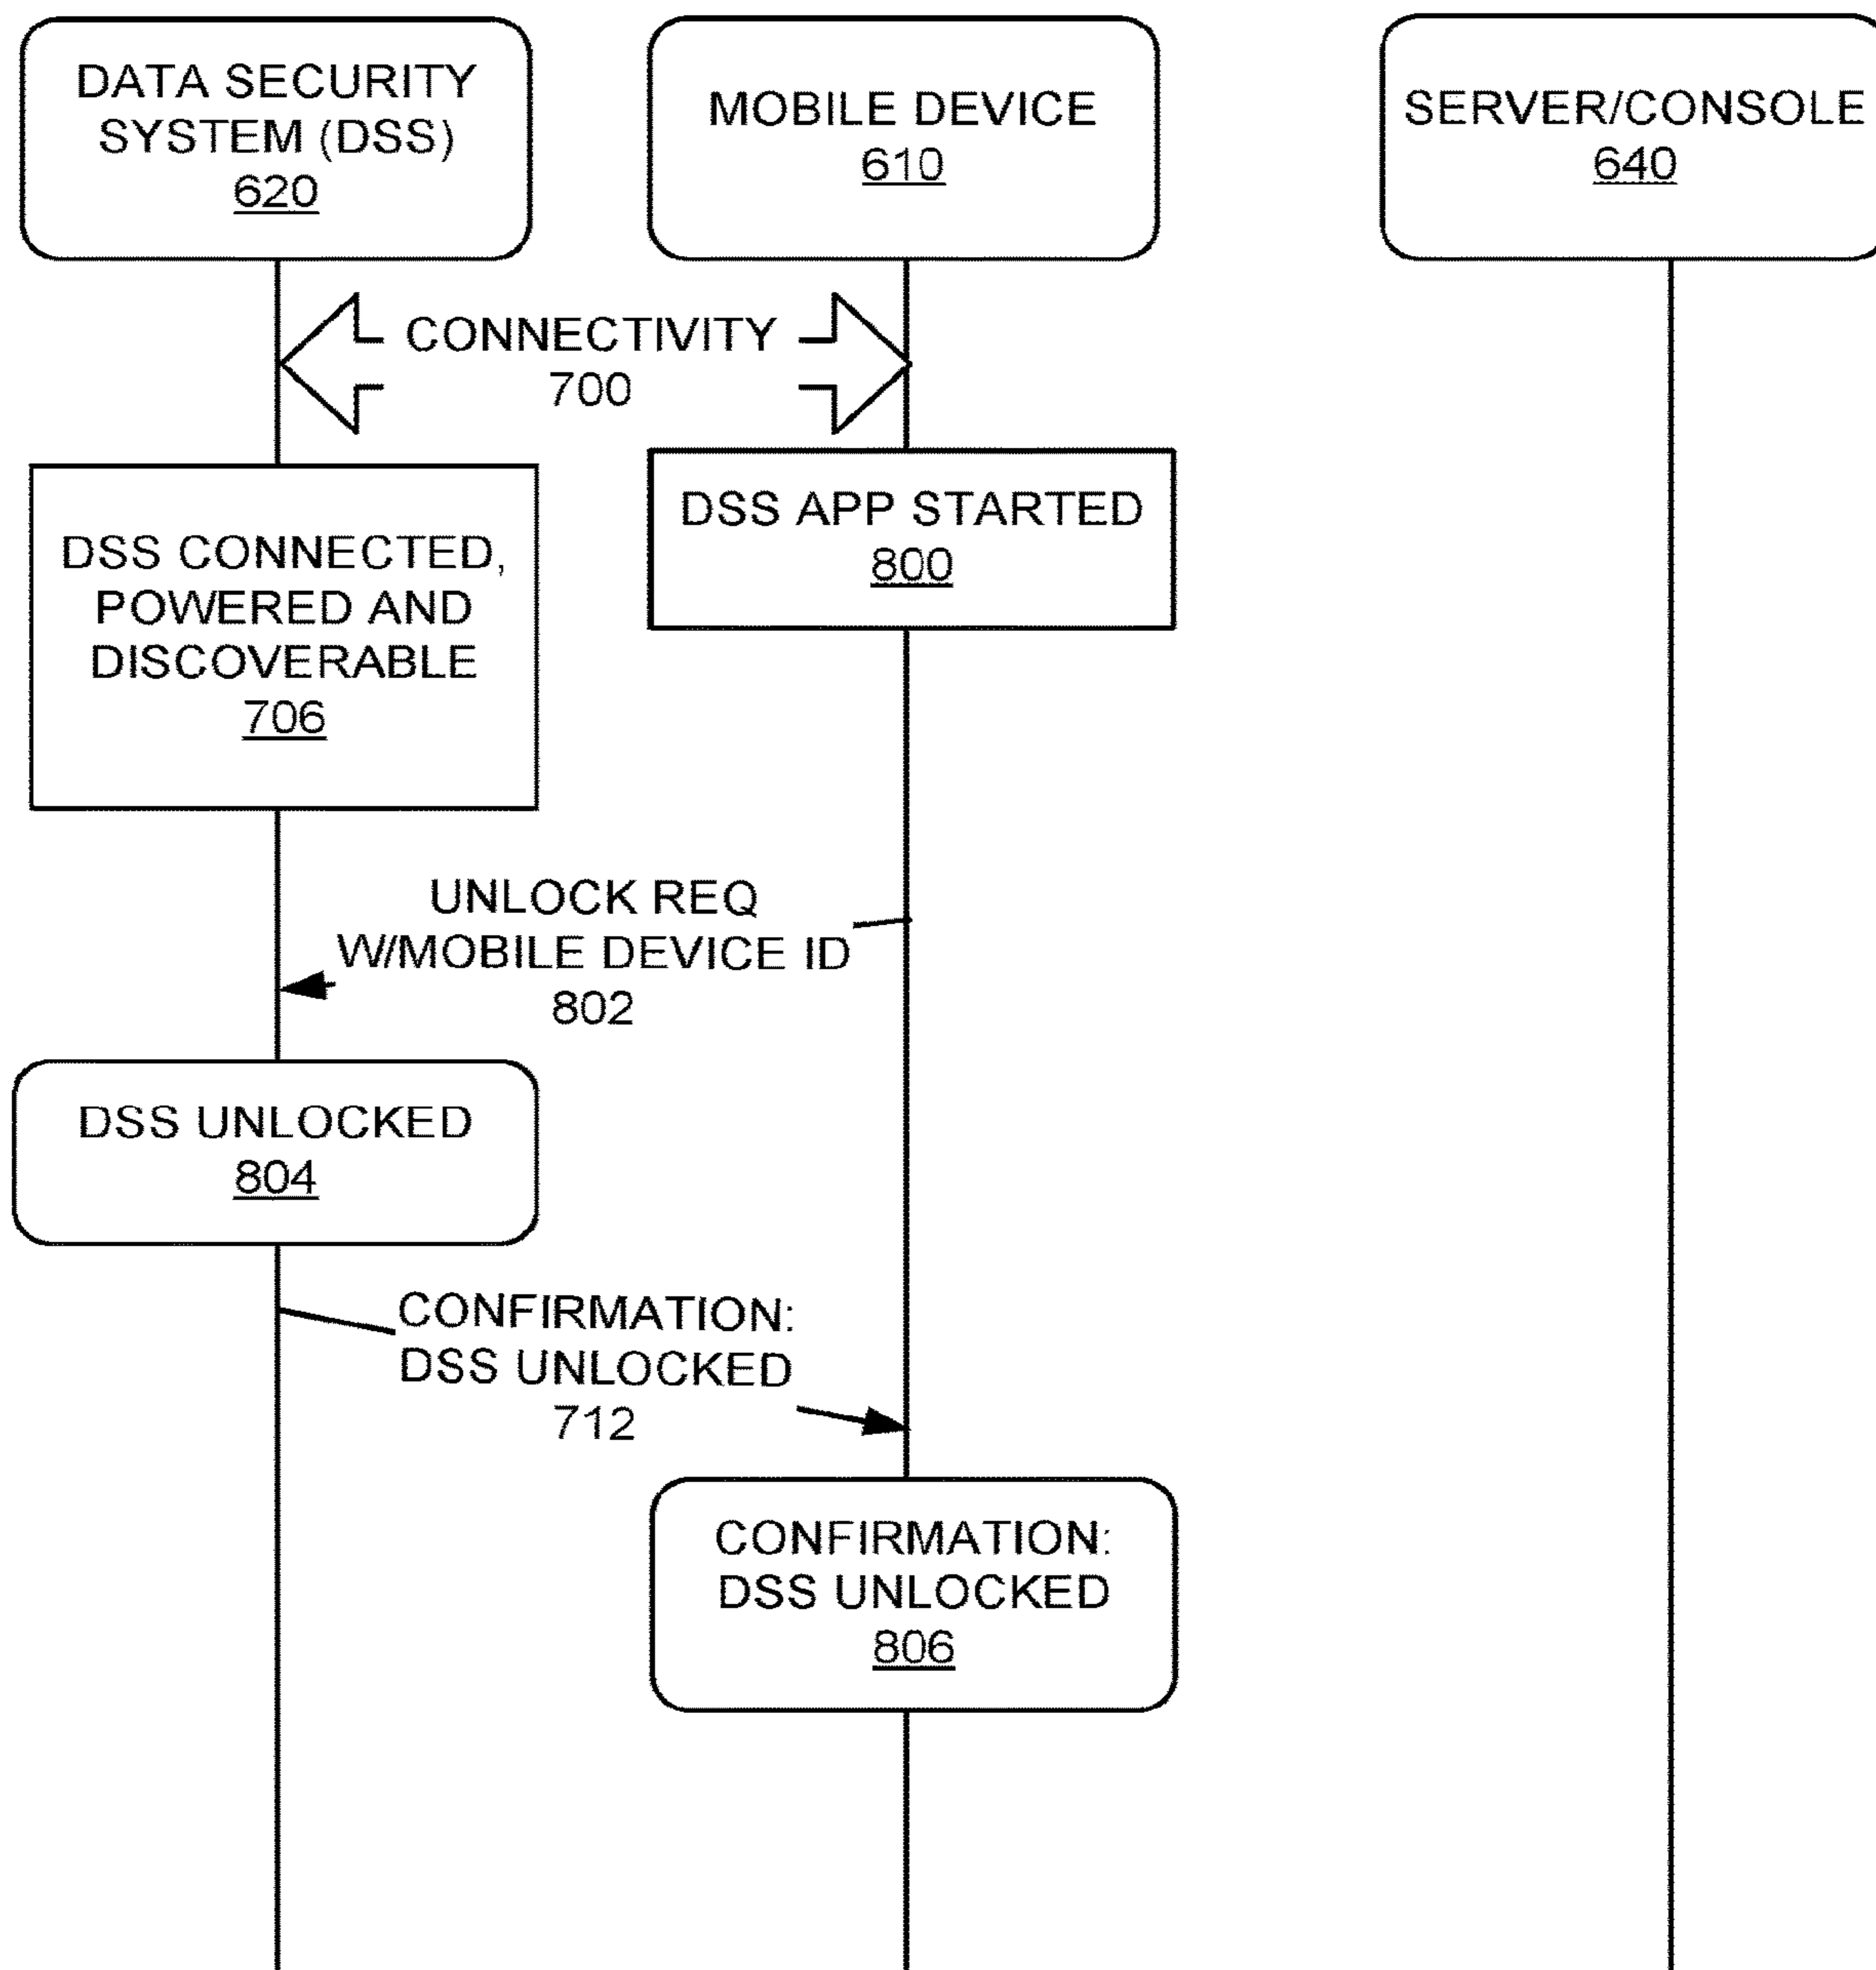 DATA SECURITY
SYSTEM (DSS)
620
MOBILE DEVICE
610
SERVER/CONSOLE
640
CONNECTIVITY
700
DSS CONNECTED,
POWERED AND
DISCOVERABLE
706
DSS APP STARTED
800
UNLOCK REQ
W/MOBILE DEVICE ID
802
DSS UNLOCKED
804
CONFIRMATION:
DSS UNLOCKED
712
CONFIRMATION:
DSS UNLOCKED
806